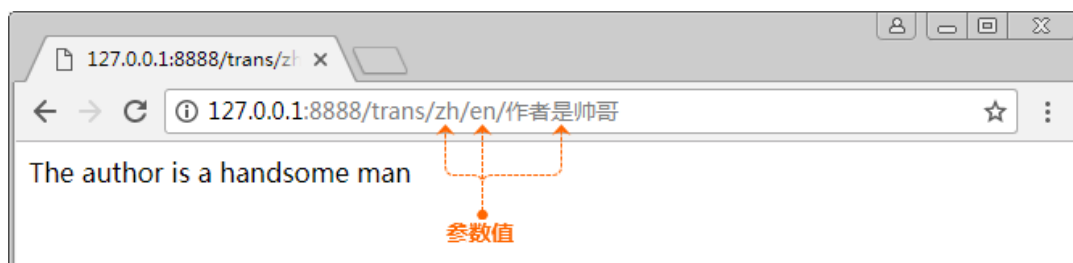 127.0.0.1:8888/trans/zh
127.0.0.1:8888/trans/zh/en/作者是帅哥
The author is a handsome man
参数值